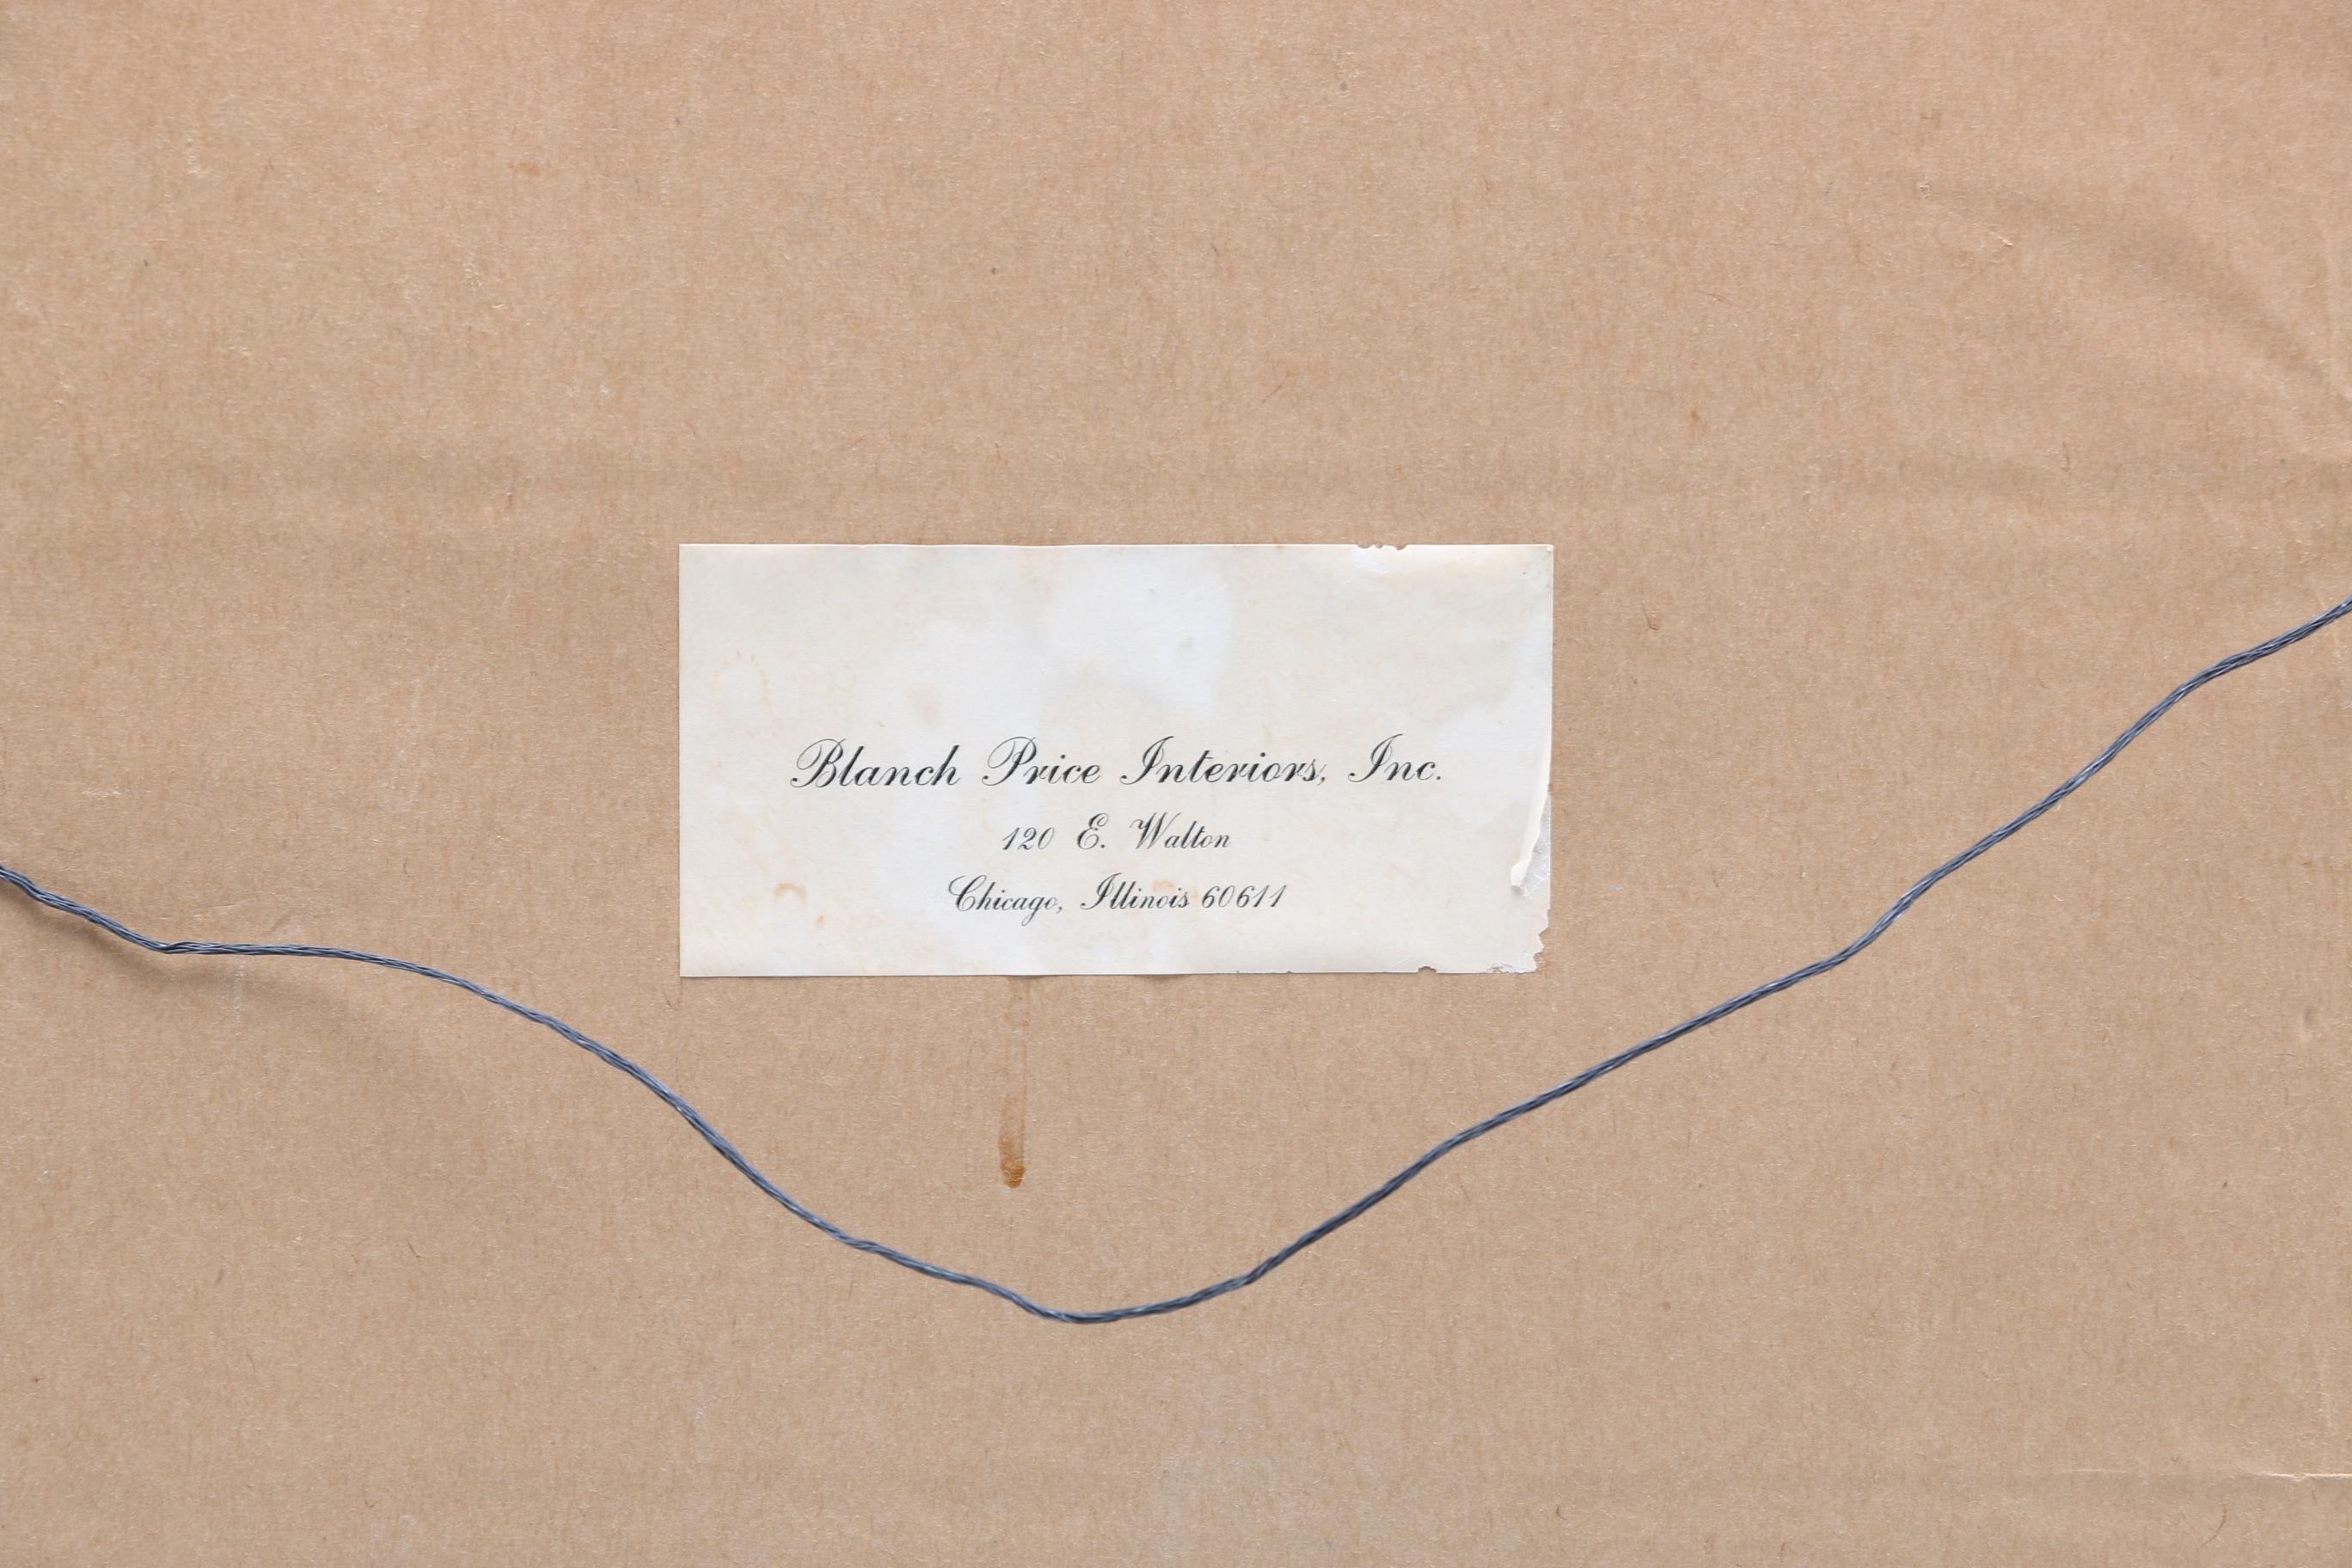 Blanch Price Interiors, Inc.
120 E. Walton
Chicago, Illinois 60611